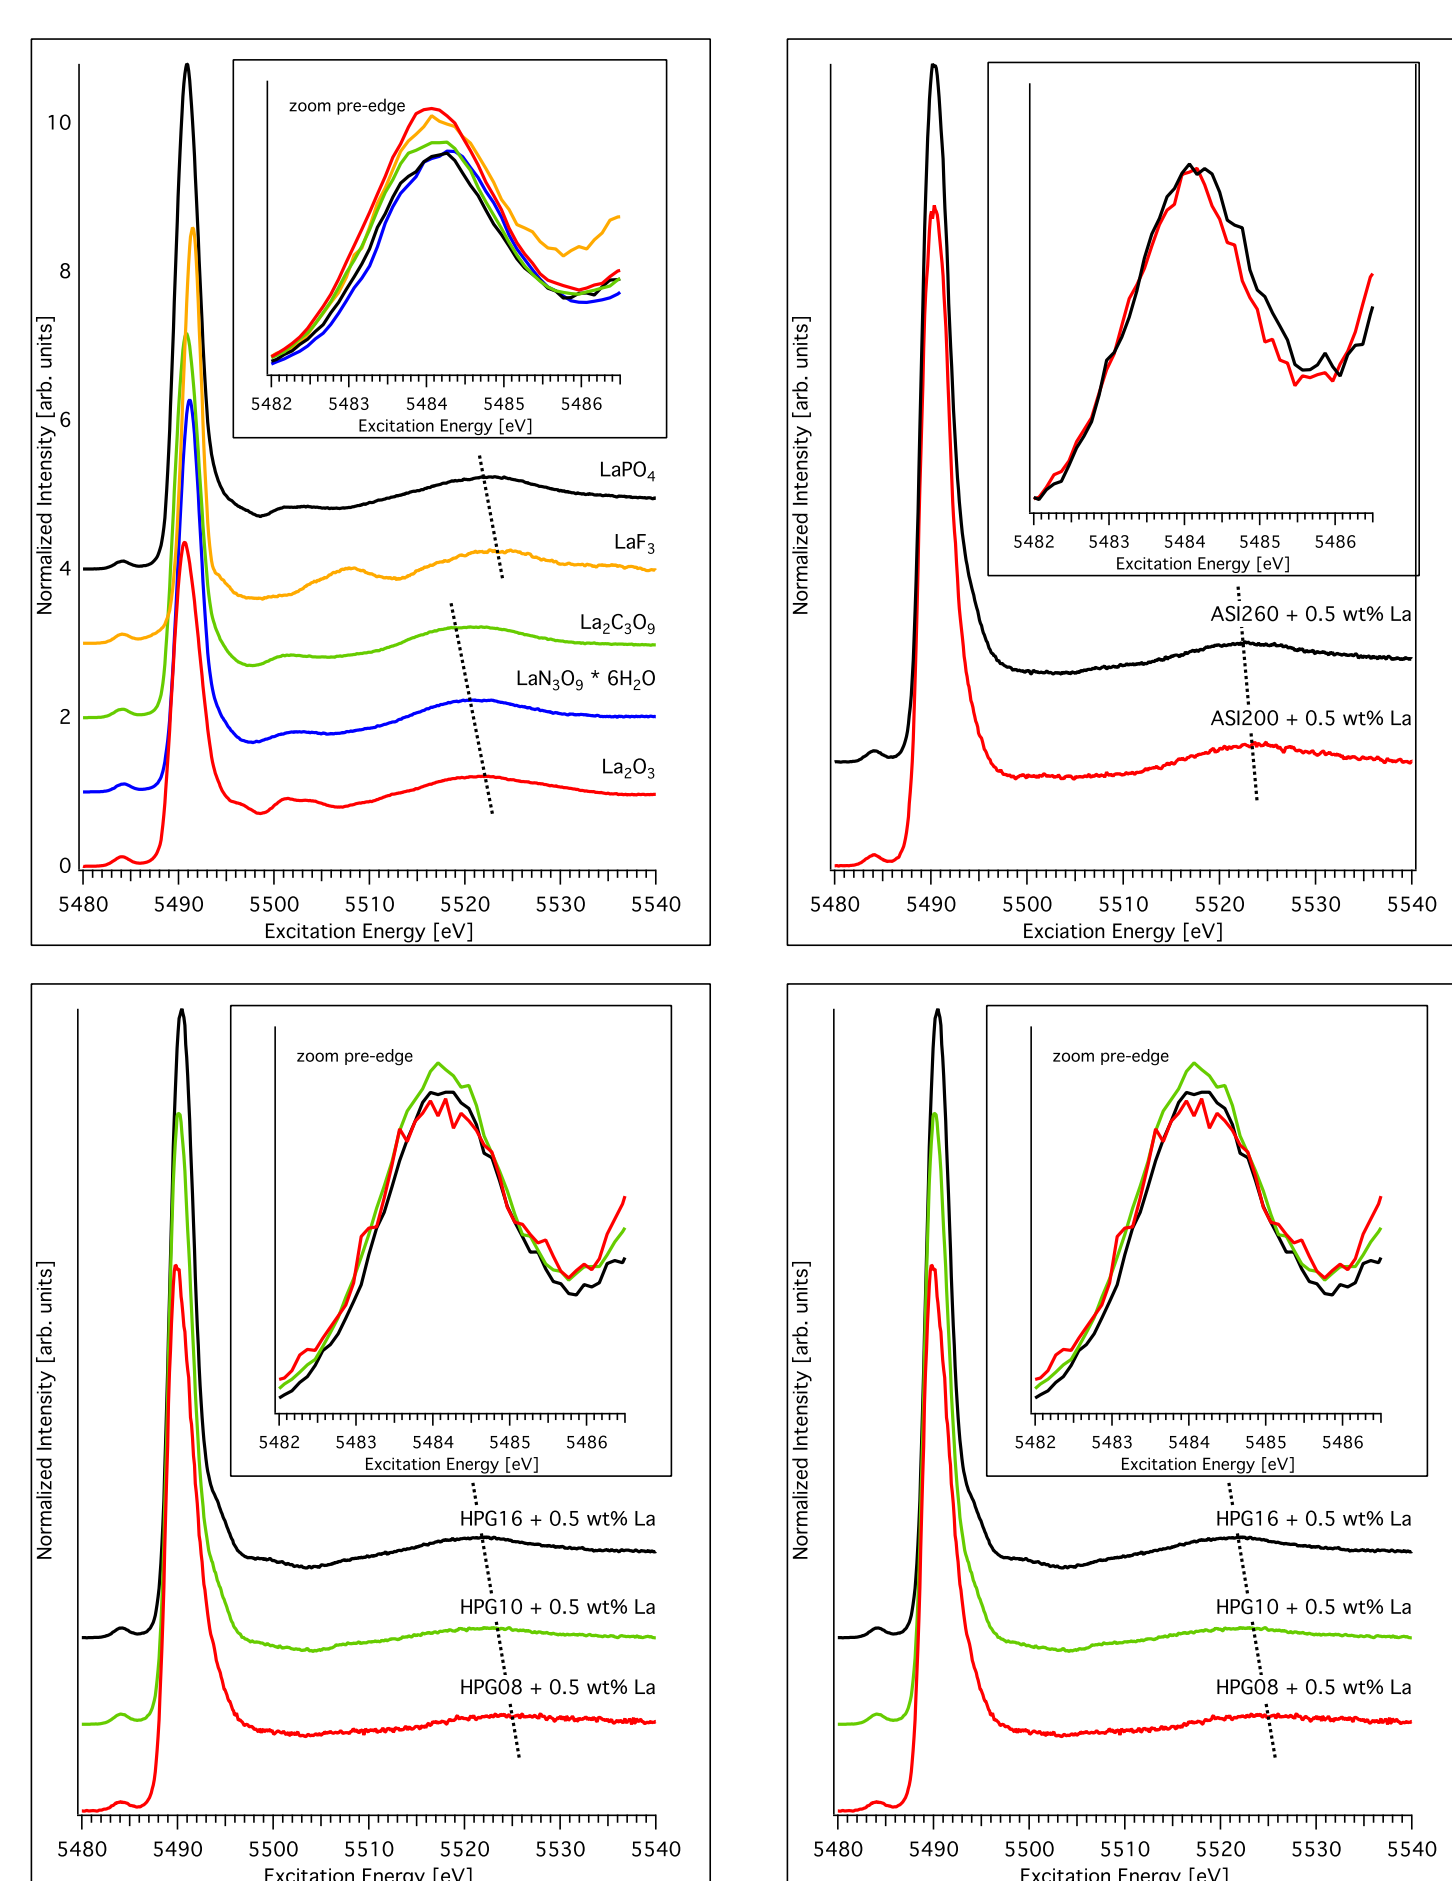 10
8
6
4
2
0
Normalized Intensity [arb. units]
zoom pre-edge
5482 5483 5484 5485 5486
Excitation Energy [eV]
LaPO₄
LaF₃
La₂C₃O₉
LaN₃O₉ * 6H₂O
La₂O₃
5480 5490 5500 5510 5520 5530 5540
Excitation Energy [eV]
Normalized Intensity [arb. units]
5482 5483 5484 5485 5486
Excitation Energy [eV]
ASI260 + 0.5 wt% La
ASI200 + 0.5 wt% La
5480 5490 5500 5510 5520 5530 5540
Exciation Energy [eV]
Normalized Intensity [arb. units]
zoom pre-edge
5482 5483 5484 5485 5486
Excitation Energy [eV]
HPG16 + 0.5 wt% La
HPG10 + 0.5 wt% La
HPG08 + 0.5 wt% La
5480 5490 5500 5510 5520 5530 5540
Excitation Energy [eV]
Normalized Intensity [arb. units]
zoom pre-edge
5482 5483 5484 5485 5486
Excitation Energy [eV]
HPG16 + 0.5 wt% La
HPG10 + 0.5 wt% La
HPG08 + 0.5 wt% La
5480 5490 5500 5510 5520 5530 5540
Excitation Energy [eV]